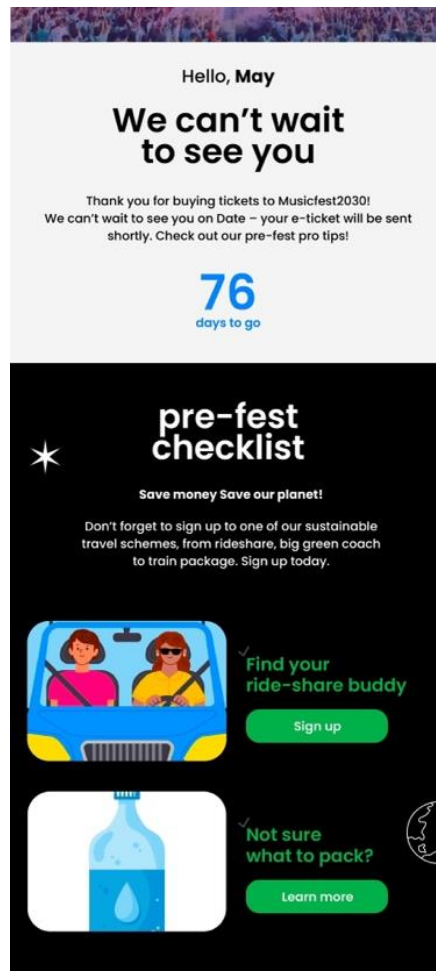 Hello, May
We can’t wait
to see you
Thank you for buying tickets to Musicfest2030!
We can’t wait to see you on Date – your e-ticket will be sent
shortly. Check out our pre-fest pro tips!
76
days to go
pre-fest
checklist
Save money Save our planet!
Don’t forget to sign up to one of our sustainable
travel schemes, from rideshare, big green coach
to train package. Sign up today.
Find your
ride-share buddy
Sign up
Not sure
what to pack?
Learn more